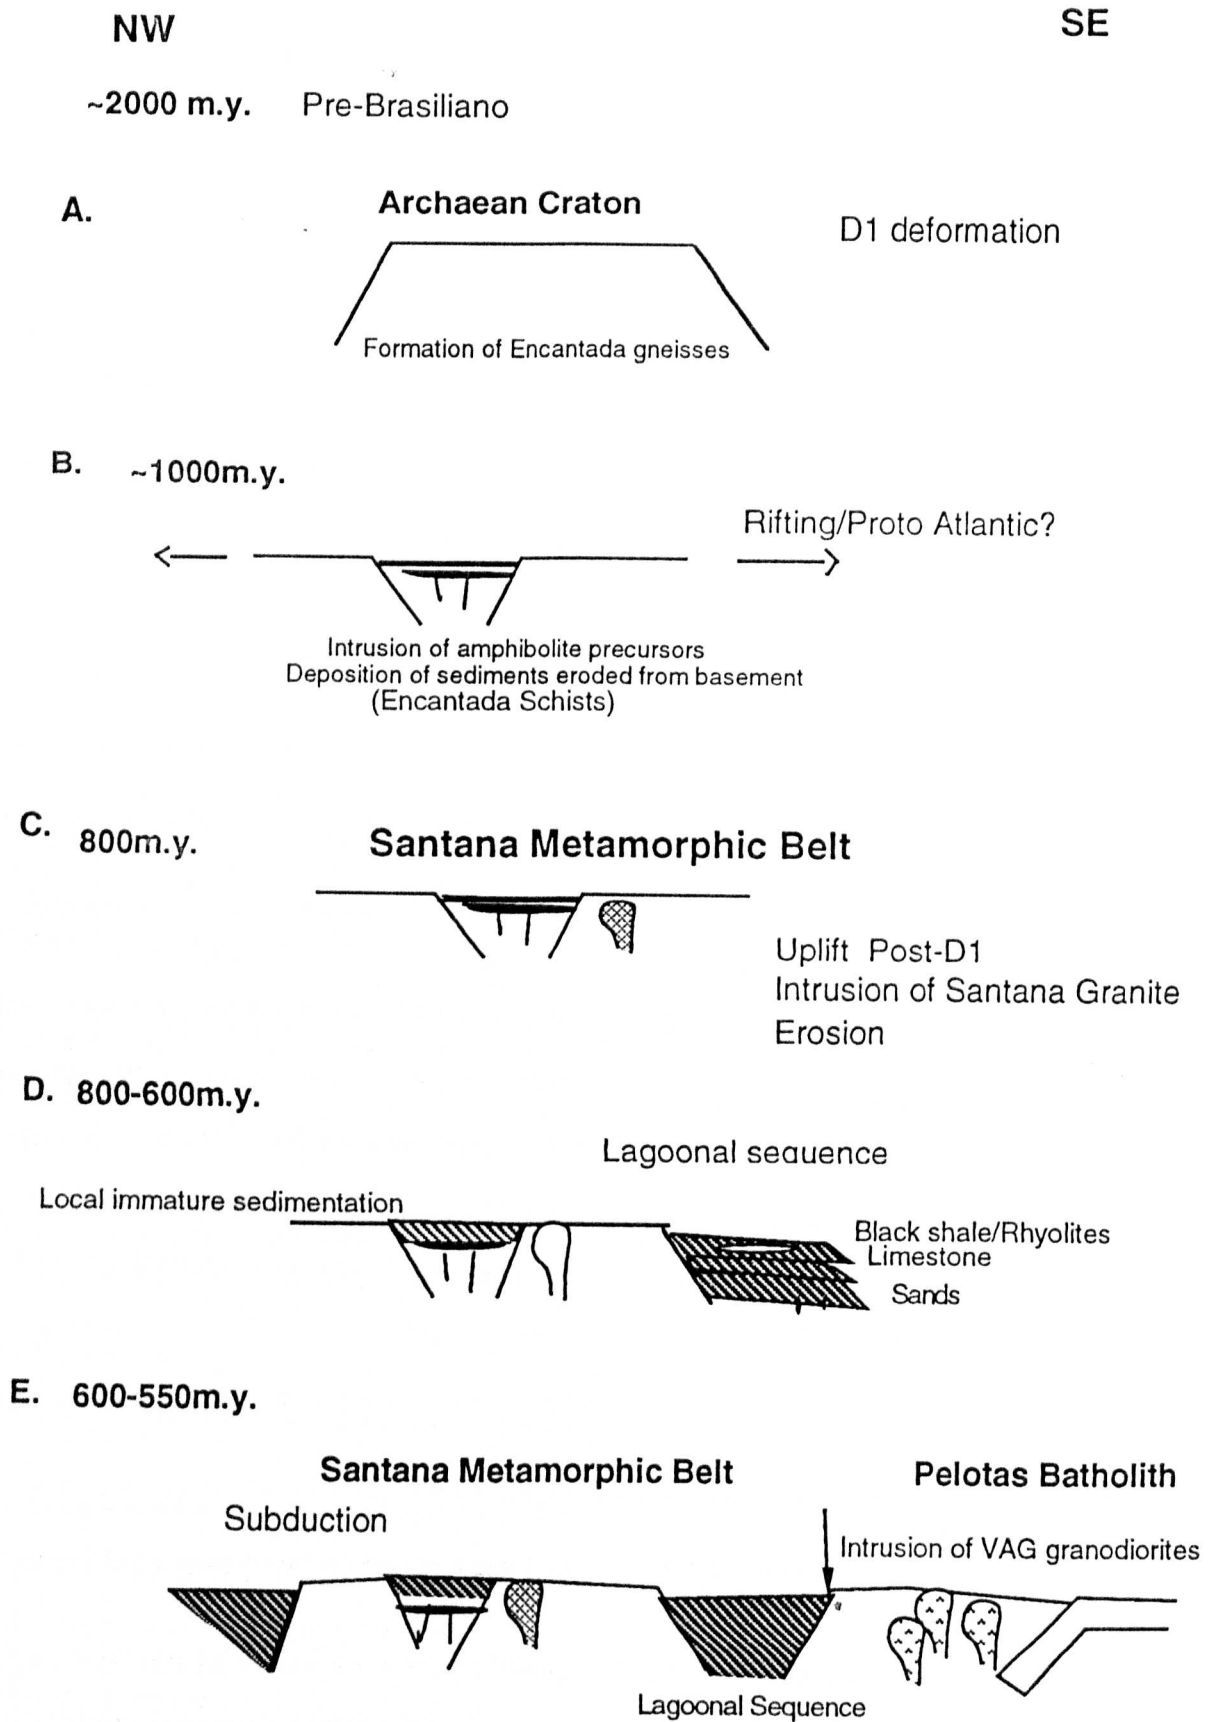 NW
SE
~2000 m.y. Pre-Brasiliano
A.
Archaean Craton
D1 deformation
Formation of Encantada gneisses
B. ~1000m.y.
Rifting/Proto Atlantic?
Intrusion of amphibolite precursors
Deposition of sediments eroded from basement
(Encantada Schists)
C. 800m.y.
Santana Metamorphic Belt
Uplift Post-D1
Intrusion of Santana Granite
Erosion
D. 800-600m.y.
Lagoonal sequence
Local immature sedimentation
Black shale/Rhyolites
Limestone
Sands
E. 600-550m.y.
Santana Metamorphic Belt
Pelotas Batholith
Subduction
Intrusion of VAG granodiorites
Lagoonal Sequence